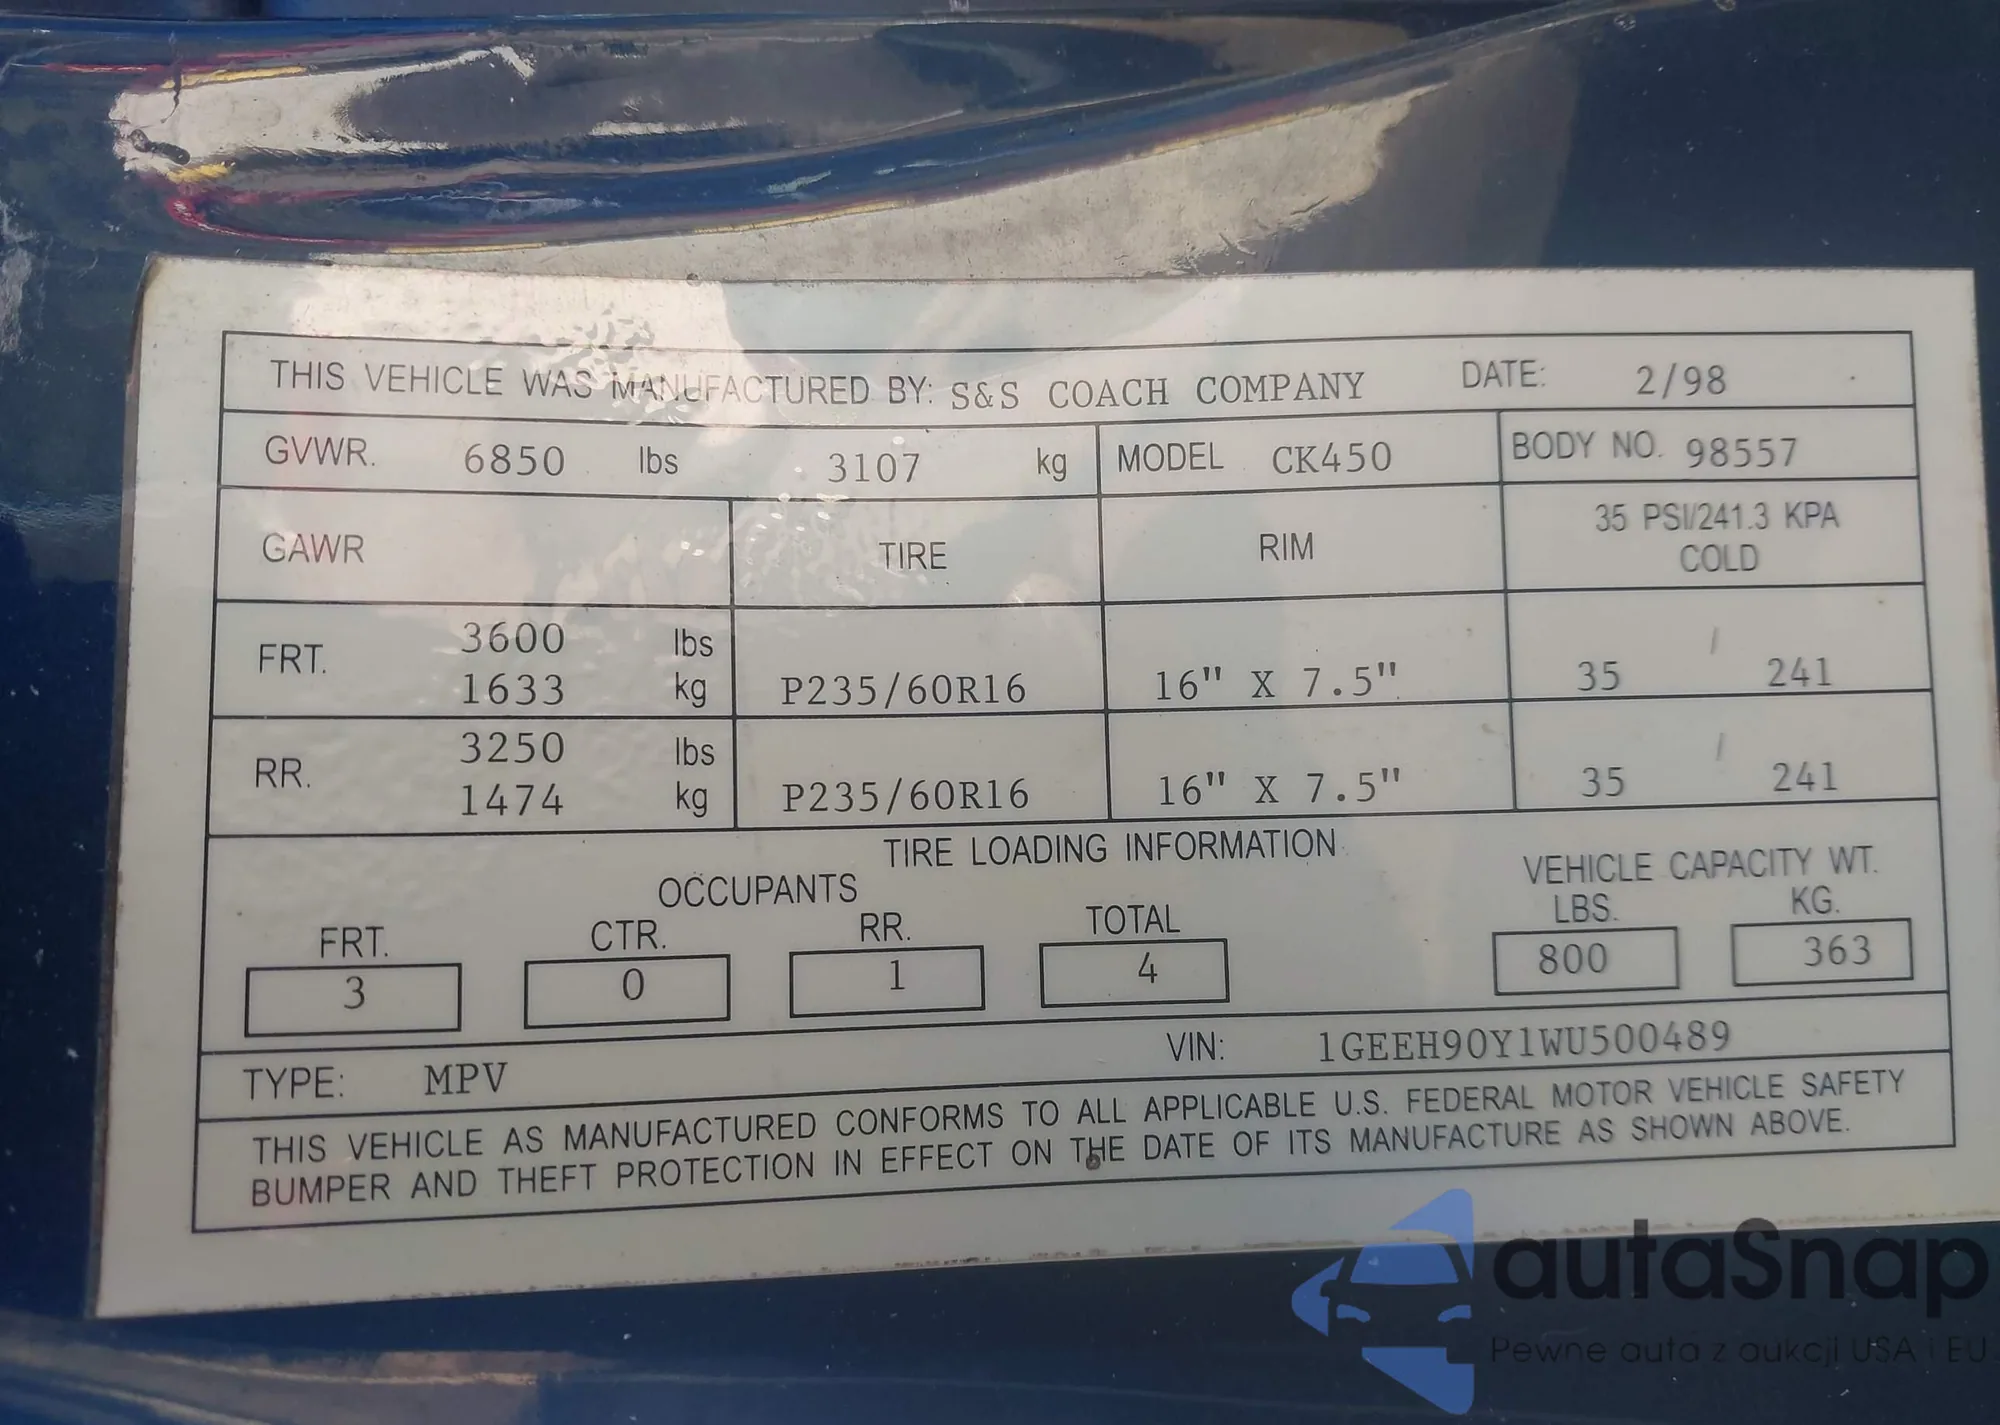 THIS VEHICLE WAS MANUFACTURED BY: S&S COACH COMPANY DATE: 2/98
GVWR. 6850 lbs 3107 kg MODEL CK450 BODY NO. 98557
GAWR TIRE RIM 35 PSI/241.3 KPA
COLD
FRT. 3600 lbs
1633 kg P235/60R16 16" X 7.5" 35 / 241
RR. 3250 lbs
1474 kg P235/60R16 16" X 7.5" 35 / 241
TIRE LOADING INFORMATION
OCCUPANTS VEHICLE CAPACITY WT.
FRT. CTR. RR. TOTAL LBS. KG.
3 0 1 4 800 363
TYPE: MPV VIN: 1GEEH90Y1WU500489
THIS VEHICLE AS MANUFACTURED CONFORMS TO ALL APPLICABLE U.S. FEDERAL MOTOR VEHICLE SAFETY
BUMPER AND THEFT PROTECTION IN EFFECT ON THE DATE OF ITS MANUFACTURE AS SHOWN ABOVE.
autaSnap
Pewne auta z aukcji USA i EU